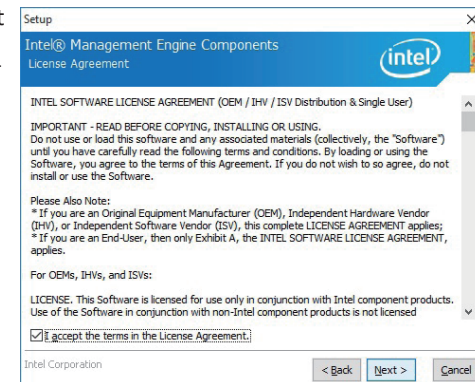 Setup
Intel® Management Engine Components
License Agreement
intel
INTEL SOFTWARE LICENSE AGREEMENT (OEM / IHV / ISV Distribution & Single User)
IMPORTANT - READ BEFORE COPYING, INSTALLING OR USING.
Do not use or load this software and any associated materials (collectively, the "Software")
until you have carefully read the following terms and conditions. By loading or using the
Software, you agree to the terms of this Agreement. If you do not wish to so agree, do not
install or use the Software.
Please Also Note:
* If you are an Original Equipment Manufacturer (OEM), Independent Hardware Vendor
(IHV), or Independent Software Vendor (ISV), this complete LICENSE AGREEMENT applies;
* If you are an End-User, then only Exhibit A, the INTEL SOFTWARE LICENSE AGREEMENT,
applies.
For OEMs, IHVs, and ISVs:
LICENSE. This Software is licensed for use only in conjunction with Intel component products.
Use of the Software in conjunction with non-Intel component products is not licensed
I accept the terms in the License Agreement.
Intel Corporation
< Back
Next >
Cancel